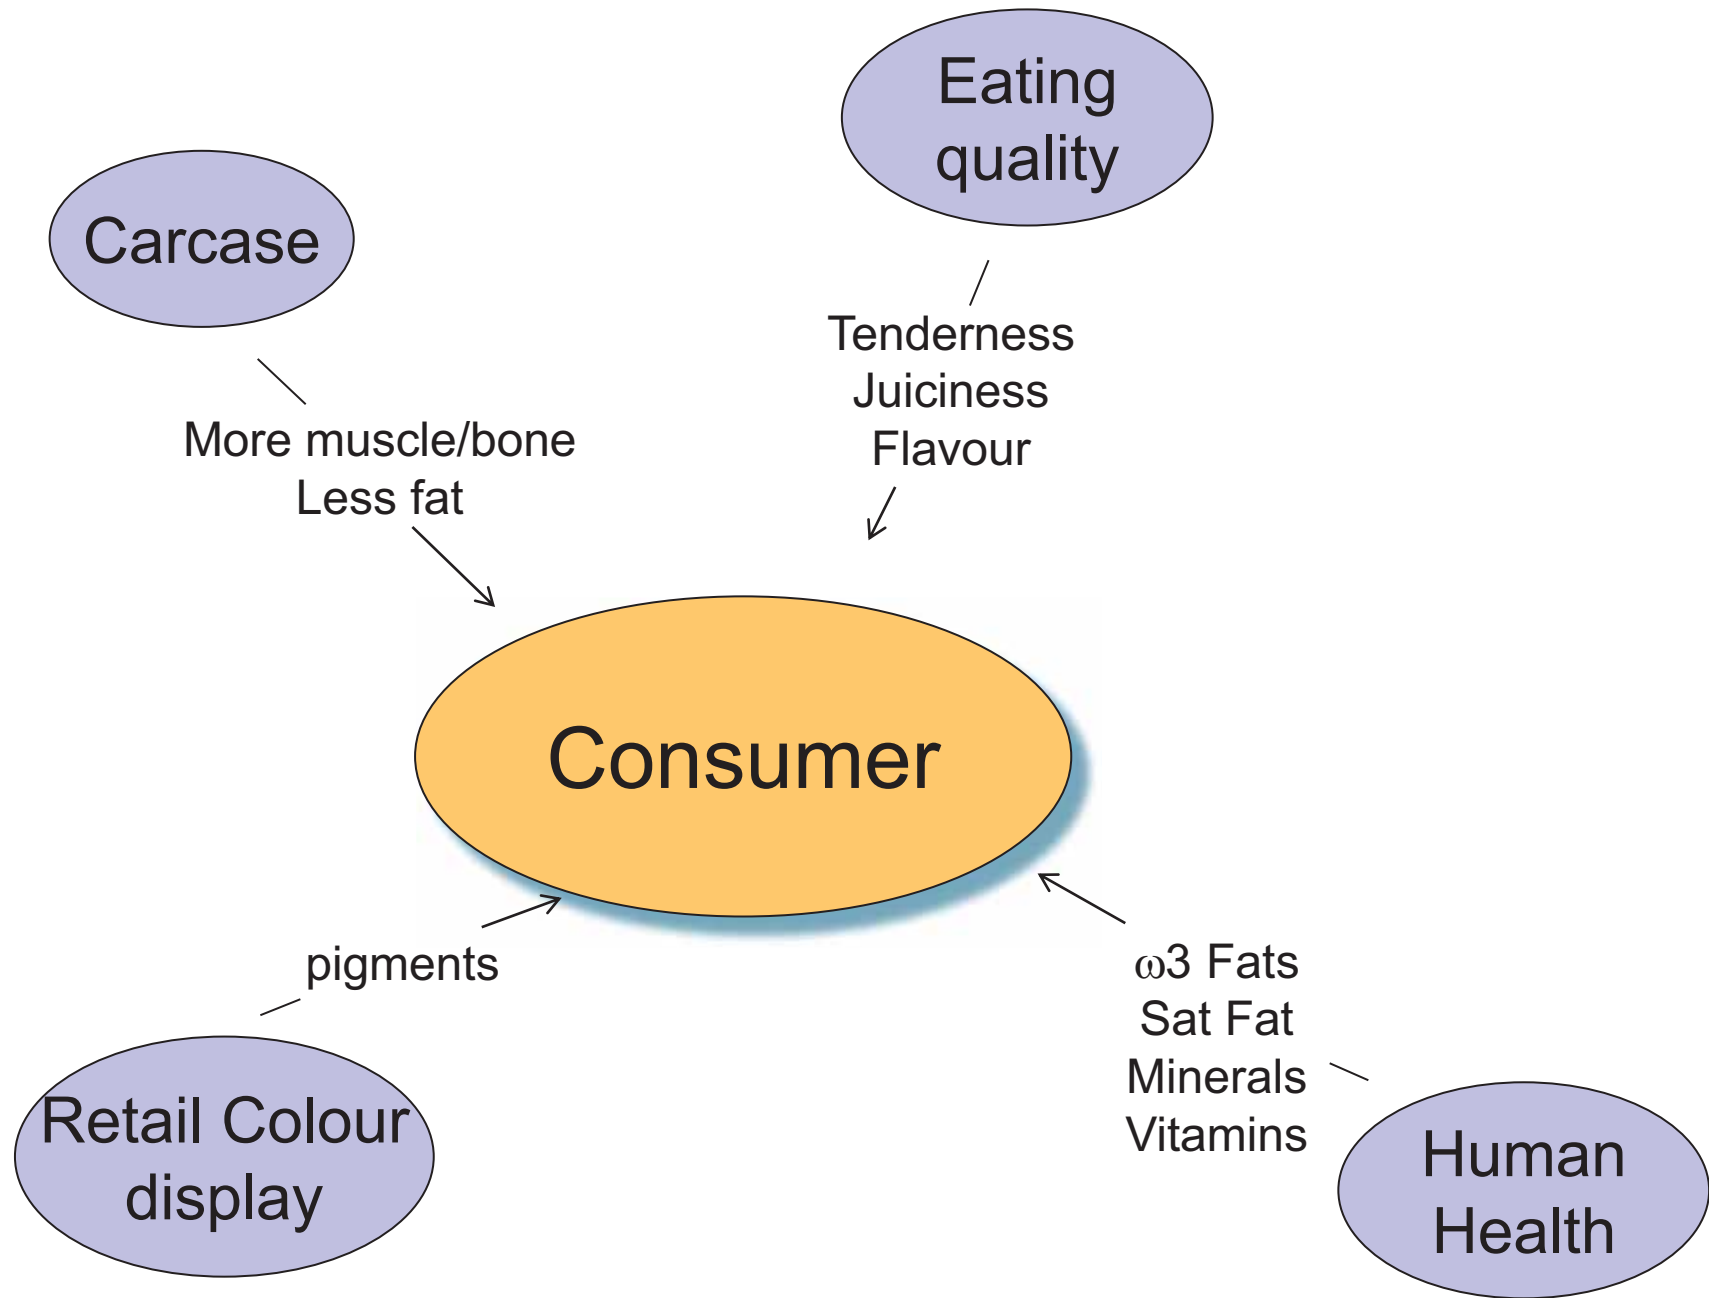 Eating
quality
Carcase
Tenderness
Juiciness
Flavour
More muscle/bone
Less fat
Consumer
pigments
ω3 Fats
Sat Fat
Minerals
Vitamins
Retail Colour
display
Human
Health